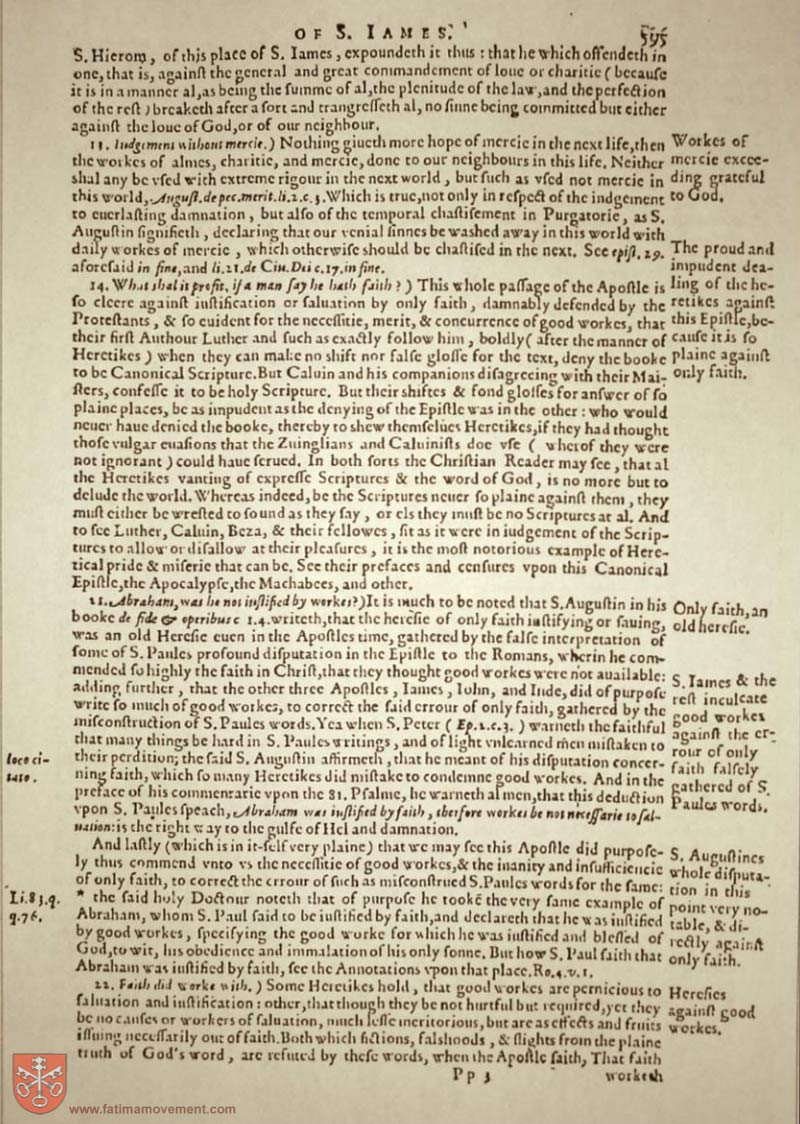 OF S. IAMES.
595
S. Hierom, of this place of S. Iames, expoundeth it thus: that he which offendeth in
one, that is, againſt the general and great commandement of loue or charitie (becauſe
it is in a manner al, as being the ſumme of al, the plenitude of the law, and the perfection
of the reſt) breaketh after a ſort and trangreſſeth al, no ſinne being committed but either
againſt the loue of God, or of our neighbour.
Iudgement without mercie.) Nothing giueth more hope of mercie in the next life, then
the workes of almes, charitie, and mercie, done to our neighbours in this life. Neither
shal any be vſed with extreme rigour in the next world, but ſuch as vſed not mercie in
this world, Auguſt. de pec. merit. li. 2. c. 3. Which is true, not only in reſpect of the iudgement
to euerlaſting damnation, but alſo of the temporal chaſtiſement in Purgatorie, as S.
Auguſtin ſignifieth, declaring that our venial ſinnes be washed away in this world with
daily workes of mercie, which otherwiſe should be chaſtiſed in the next. See epiſt. 29.
aforeſaid in fine, and li. 21. de Ciu. Dei c. 17. in fine.
Workes of
mercie excee-
ding grateful
to God.
14. What shal it profit, if a man ſay he hath faith?) This whole paſſage of the Apoſtle is
ſo cleere againſt iuſtification or ſaluation by only faith, damnably defended by the
Proteſtants, & ſo euident for the neceſſitie, merit, & concurrence of good workes, that
their firſt Authour Luther and ſuch as exactly follow him, boldly (after the manner of
Heretikes) when they can make no shift nor falſe gloſſe for the text, deny the booke
to be Canonical Scripture. But Caluin and his companions diſagreeing with their Mai-
ſters, confeſſe it to be holy Scripture. But their shiftes & fond gloſſes for anſwer of ſo
plaine places, be as impudent as the denying of the Epiſtle was in the other: who would
neuer haue denied the booke, thereby to shew themſelues Heretikes, if they had thought
thoſe vulgar euaſions that the Zuinglians and Caluiniſts doe vſe (wherof they were
not ignorant) could haue ſerued. In both ſorts the Chriſtian Reader may ſee, that al
the Heretikes vanting of expreſſe Scriptures & the word of God, is no more but to
delude the world. Whereas indeed, be the Scriptures neuer ſo plaine againſt them, they
muſt either be wreſted to ſound as they ſay, or els they muſt be no Scriptures at al. And
to ſee Luther, Caluin, Beza, & their fellowes, ſit as it were in iudgement of the Scrip-
tures to allow or diſallow at their pleaſures, it is the moſt notorious example of Here-
tical pride & miſerie that can be. See their prefaces and cenſures vpon this Canonical
Epiſtle, the Apocalypſe, the Machabees, and other.
The proud and
impudent dea-
ling of the he-
retikes againſt
this Epiſtle, be-
cauſe it is ſo
plaine againſt
only faith.
Abraham, was he not iuſtified by workes?) It is much to be noted that S. Auguſtin in his
booke de fide & operibus c. 14. writeth, that the hereſie of only faith iuſtifying or ſauing,
was an old Hereſie euen in the Apoſtles time, gathered by the falſe interpretation of
ſome of S. Paules profound diſputation in the Epiſtle to the Romans, wherin he com-
mended ſo highly the faith in Chriſt, that they thought good workes were not auailable:
adding further, that the other three Apoſtles, Iames, Iohn, and Iude, did of purpoſe
write ſo much of good workes, to correct the ſaid errour of only faith, gathered by the
miſconſtruction of S. Paules words. Yea when S. Peter (Ep. 2. c. 3.) warneth the faithful
that many things be hard in S. Paules writings, and of light vnlearned men miſtaken to
their perdition; the ſaid S. Auguſtin affirmeth, that he meant of his diſputation concer-
ning faith, which ſo many Heretikes did miſtake to condemne good workes. And in the
preface of his commentarie vpon the 31. Pſalme, he warneth al men, that this deduction
vpon S. Paules ſpeach, Abraham was iuſtified by faith, therfore workes be not neceſſarie to ſal-
uation: is the right way to the gulfe of Hel and damnation.
Only faith, an
old hereſie.
S. Iames & the
reſt inculcate
good workes
againſt the er-
rour of only
faith falſely
gathered of S.
Paules words.
loco ci-
tato.
And laſtly (which is in it-ſelf very plaine) that we may ſee this Apoſtle did purpoſe-
ly thus commend vnto vs the neceſſitie of good workes, & the inanity and inſufficiencie
of only faith, to correct the errour of ſuch as miſconſtrued S. Paules words for the ſame:
* the ſaid holy Doctour noteth that of purpoſe he tooke the very ſame example of
Abraham, whom S. Paul ſaid to be iuſtified by faith, and declareth that he was iuſtified
by good workes, ſpecifying the good worke for which he was iuſtified and bleſſed of
God, to wit, his obedience and immalation of his only ſonne. But how S. Paul ſaith that
Abraham was iuſtified by faith, ſee the Annotations vpon that place. Ro. 4. v. 1.
S. Auguſtines
whole diſputa-
tion in this
point very no-
table, & di-
rectly againſt
only faith.
Li. 83. q.
q. 76.
22. Faith did worke with.) Some Heretikes hold, that good workes are pernicious to
ſaluation and iuſtification: other, that though they be not hurtful but required, yet they
be no cauſes or workers of ſaluation, much leſſe meritorious, but are as effects and fruits
iſſuing neceſſarily out of faith. Both which fictions, falshoods, & flights from the plaine
truth of God's word, are refuted by theſe words, when the Apoſtle ſaith, That faith
Hereſies
againſt good
workes.
Pp 3
worketh
www.fatimamovement.com